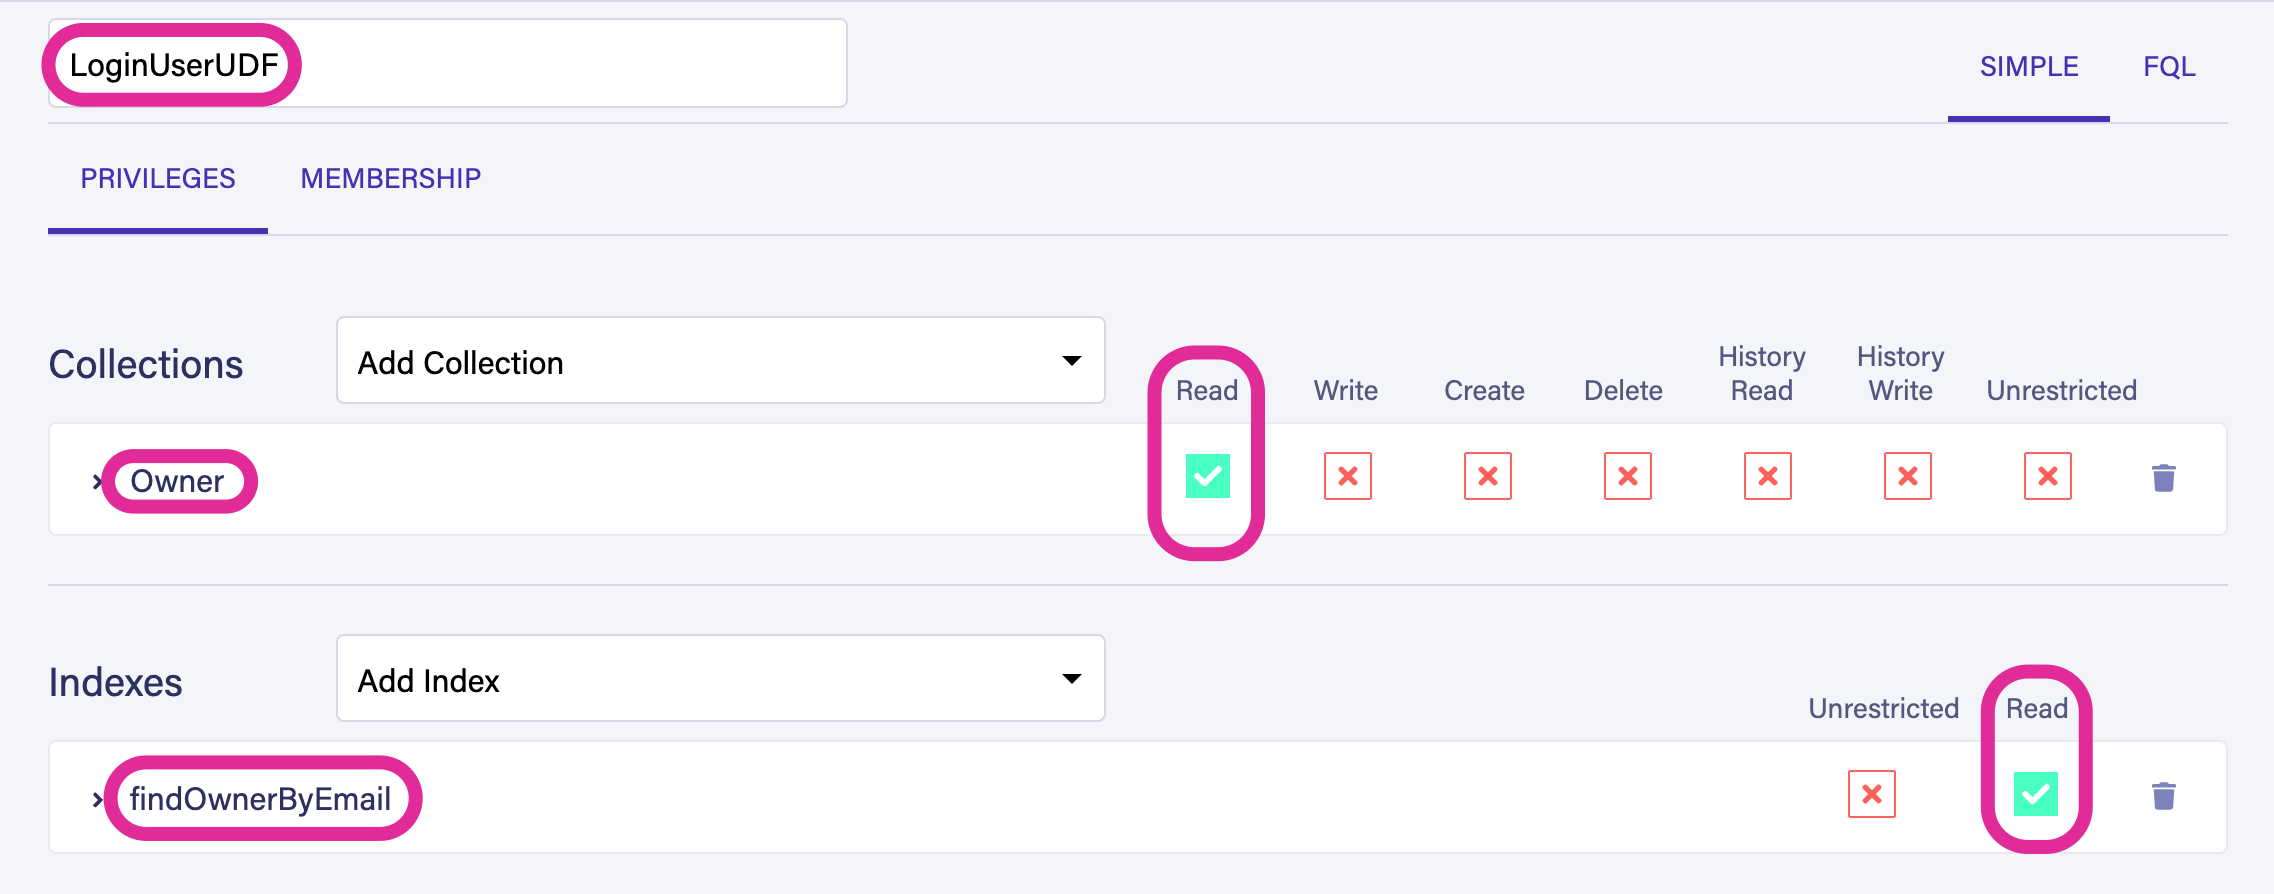 LoginUserUDF
SIMPLE FQL
PRIVILEGES MEMBERSHIP
Collections Add Collection
Read Write Create Delete History Read History Write Unrestricted
Owner
Indexes Add Index
Unrestricted Read
findOwnerByEmail